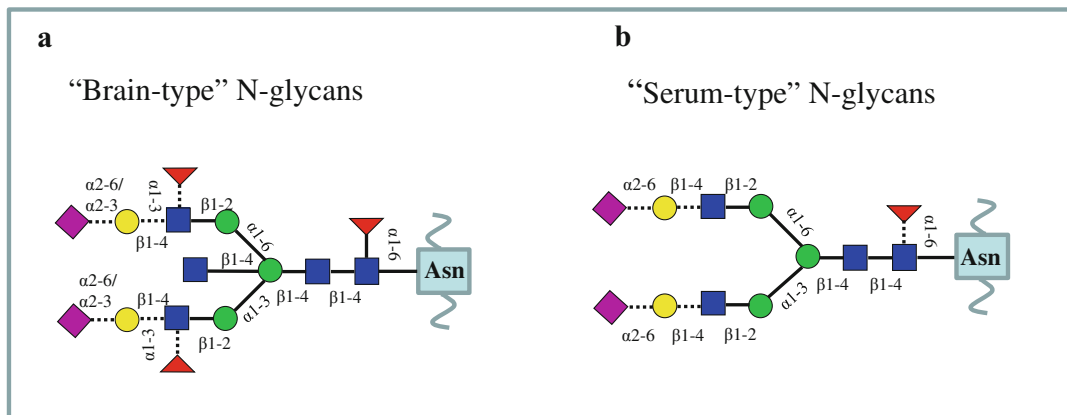 a
"Brain-type" N-glycans
α2-6/
α2-3
α1-3
β1-2
β1-4
α1-6
β1-4
α2-6/
α2-3
β1-4
α1-3
β1-2
α1-3
β1-4
β1-4
α1-6
Asn
b
"Serum-type" N-glycans
α2-6
β1-4
β1-2
α1-6
α2-6
β1-4
β1-2
α1-3
β1-4
β1-4
α1-6
Asn